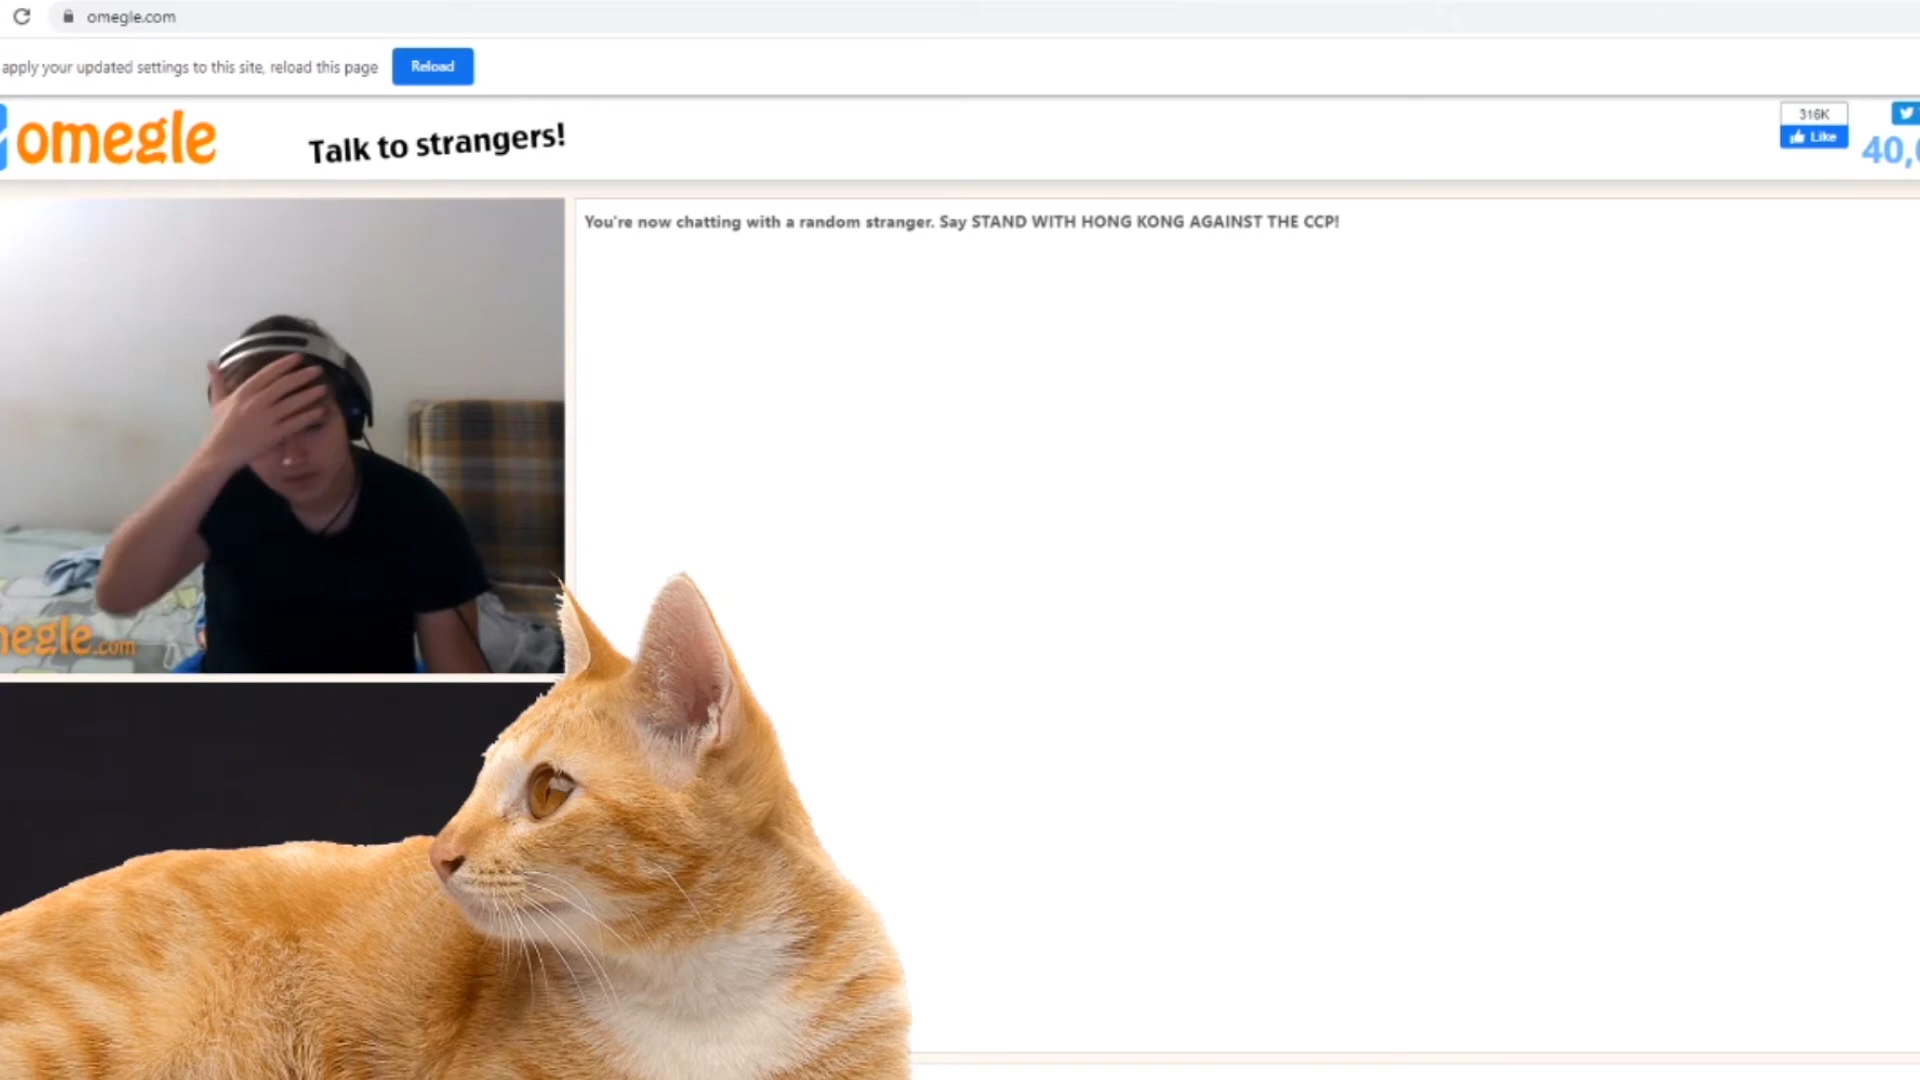 omegle.com
apply your updated settings to this site, reload this page
Reload
omegle
Talk to strangers!
316K
Like
40,
You're now chatting with a random stranger. Say STAND WITH HONG KONG AGAINST THE CCP!
egle.com